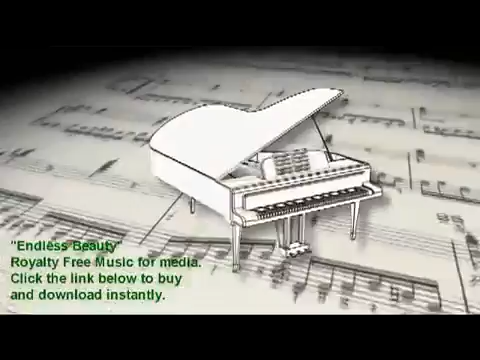 "Endless Beauty"
Royalty Free Music for media.
Click the link below to buy
and download instantly.